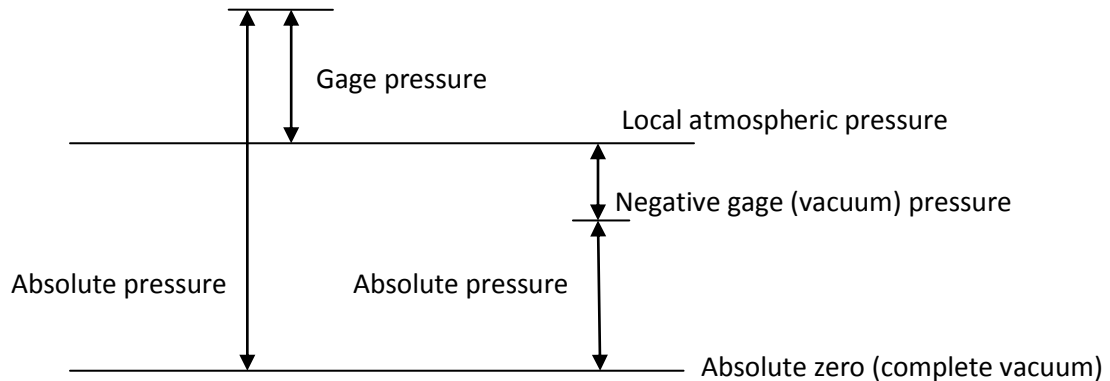 Gage pressure
Local atmospheric pressure
Negative gage (vacuum) pressure
Absolute pressure
Absolute pressure
Absolute zero (complete vacuum)